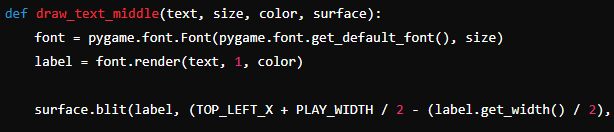 def draw_text_middle(text, size, color, surface):
    font = pygame.font.Font(pygame.font.get_default_font(), size)
    label = font.render(text, 1, color)
    surface.blit(label, (TOP_LEFT_X + PLAY_WIDTH / 2 - (label.get_width() / 2),